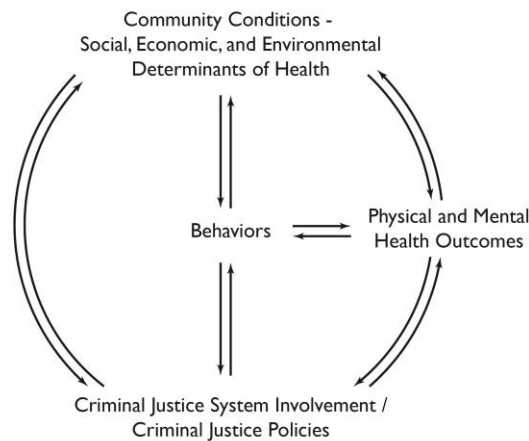 Community Conditions -
Social, Economic, and Environmental
Determinants of Health
Behaviors
Physical and Mental
Health Outcomes
Criminal Justice System Involvement /
Criminal Justice Policies